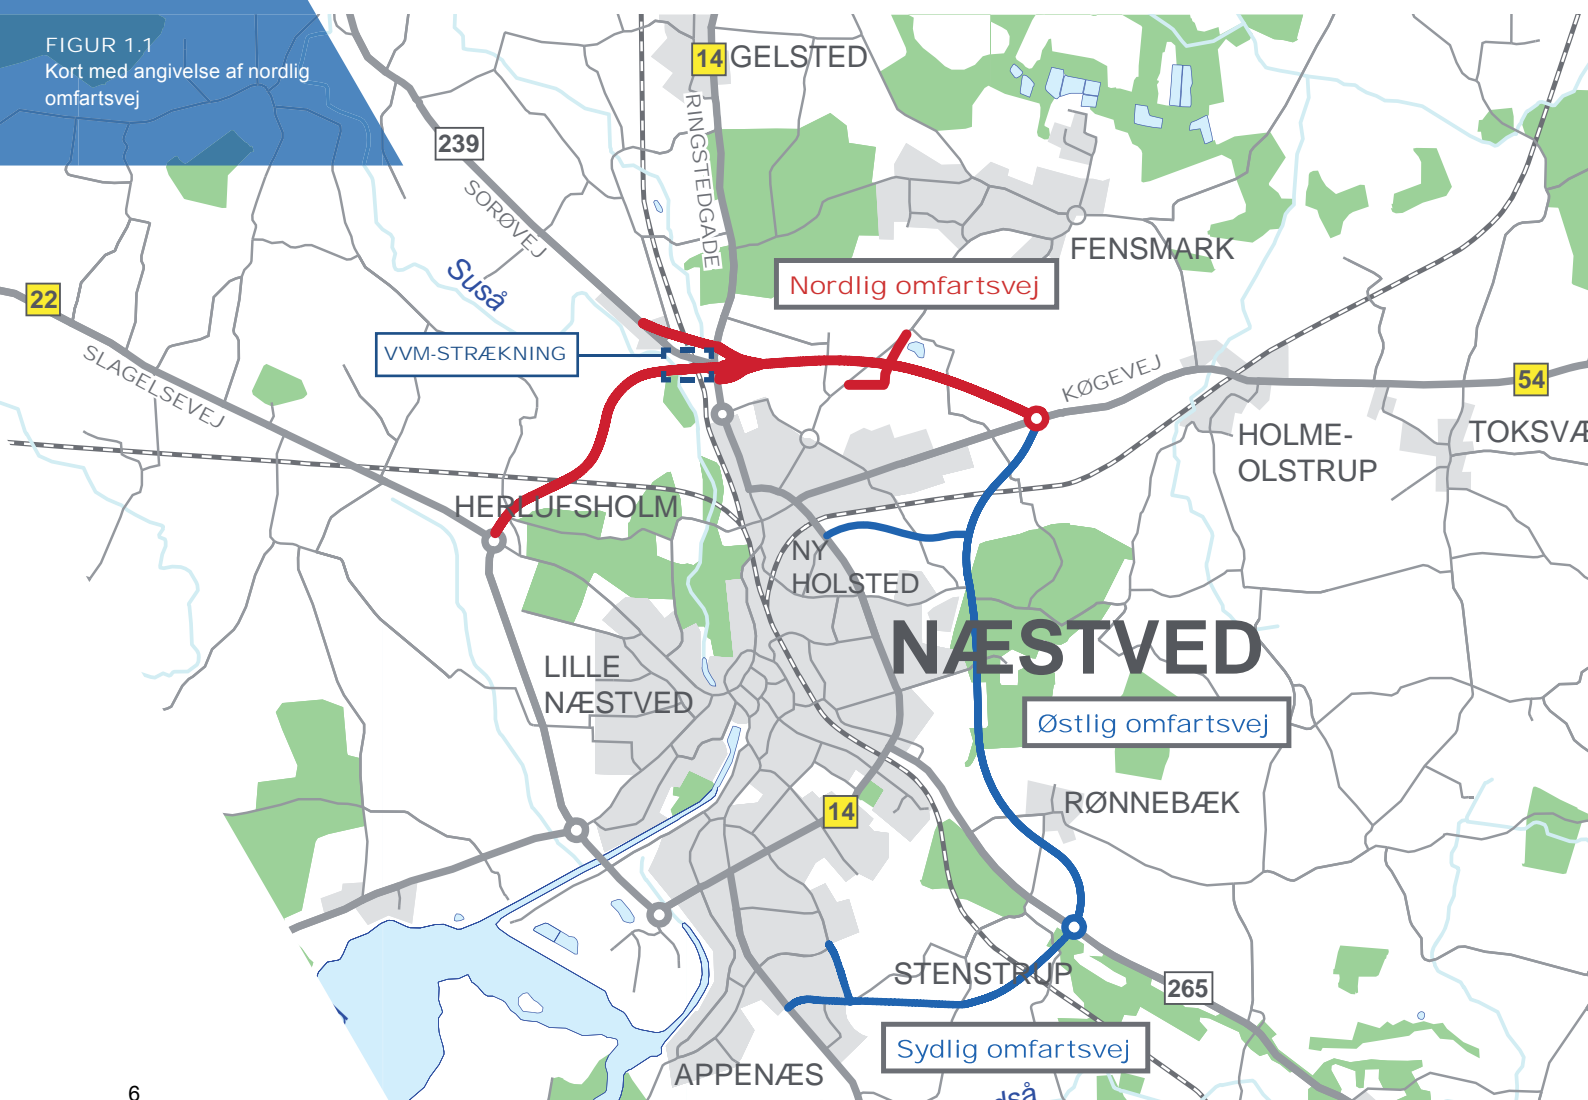 FIGUR 1.1
Kort med angivelse af nordlig
omfartsvej
14
GELSTED
239
RINGSTEDGADE
SORØVEJ
FENSMARK
Suså
Nordlig omfartsvej
22
VVM-STRÆKNING
SLAGELSEVEJ
KØGEVEJ
54
HOLME-
OLSTRUP
TOKSVÆ
HERLUFSHOLM
NY
HOLSTED
NÆSTVED
LILLE
NÆSTVED
Østlig omfartsvej
14
RØNNEBÆK
STENSTRUP
265
Sydlig omfartsvej
APPENÆS
6